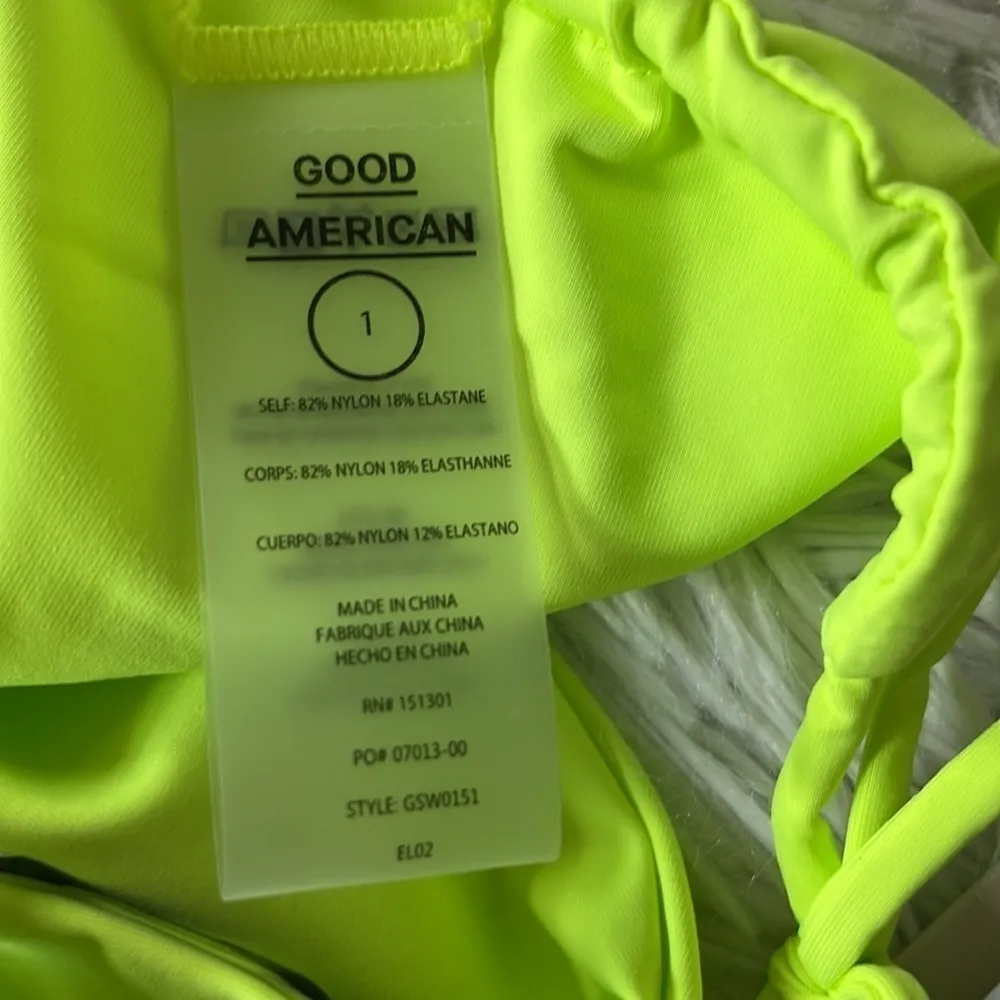 GOOD
AMERICAN
1
SELF: 82% NYLON 18% ELASTANE
CORPS: 82% NYLON 18% ELASTHANNE
CUERPO: 82% NYLON 12% ELASTANO
MADE IN CHINA
FABRIQUE AUX CHINA
HECHO EN CHINA
RN# 151301
PO# 07013-00
STYLE: GSW0151
EL02